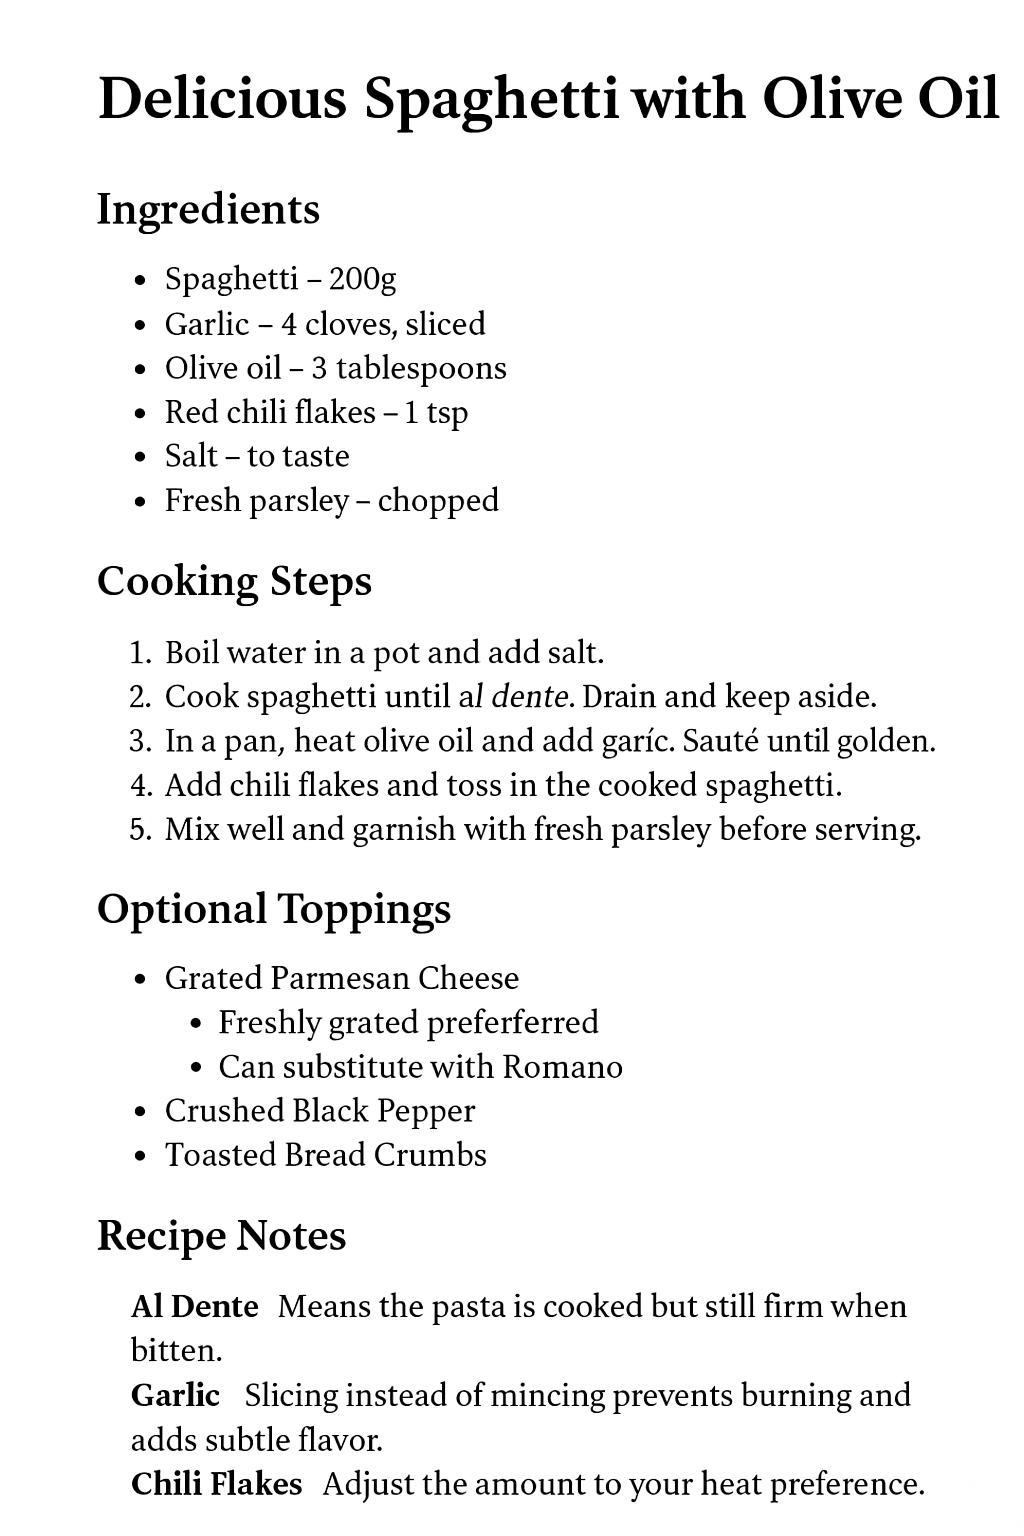 Delicious Spaghetti with Olive Oil
Ingredients
• Spaghetti – 200g
• Garlic – 4 cloves, sliced
• Olive oil – 3 tablespoons
• Red chili flakes – 1 tsp
• Salt – to taste
• Fresh parsley – chopped
Cooking Steps
1. Boil water in a pot and add salt.
2. Cook spaghetti until al dente. Drain and keep aside.
3. In a pan, heat olive oil and add garíc. Sauté until golden.
4. Add chili flakes and toss in the cooked spaghetti.
5. Mix well and garnish with fresh parsley before serving.
Optional Toppings
• Grated Parmesan Cheese
• Freshly grated preferferred
• Can substitute with Romano
• Crushed Black Pepper
• Toasted Bread Crumbs
Recipe Notes
Al Dente Means the pasta is cooked but still firm when
bitten.
Garlic Slicing instead of mincing prevents burning and
adds subtle flavor.
Chili Flakes Adjust the amount to your heat preference.